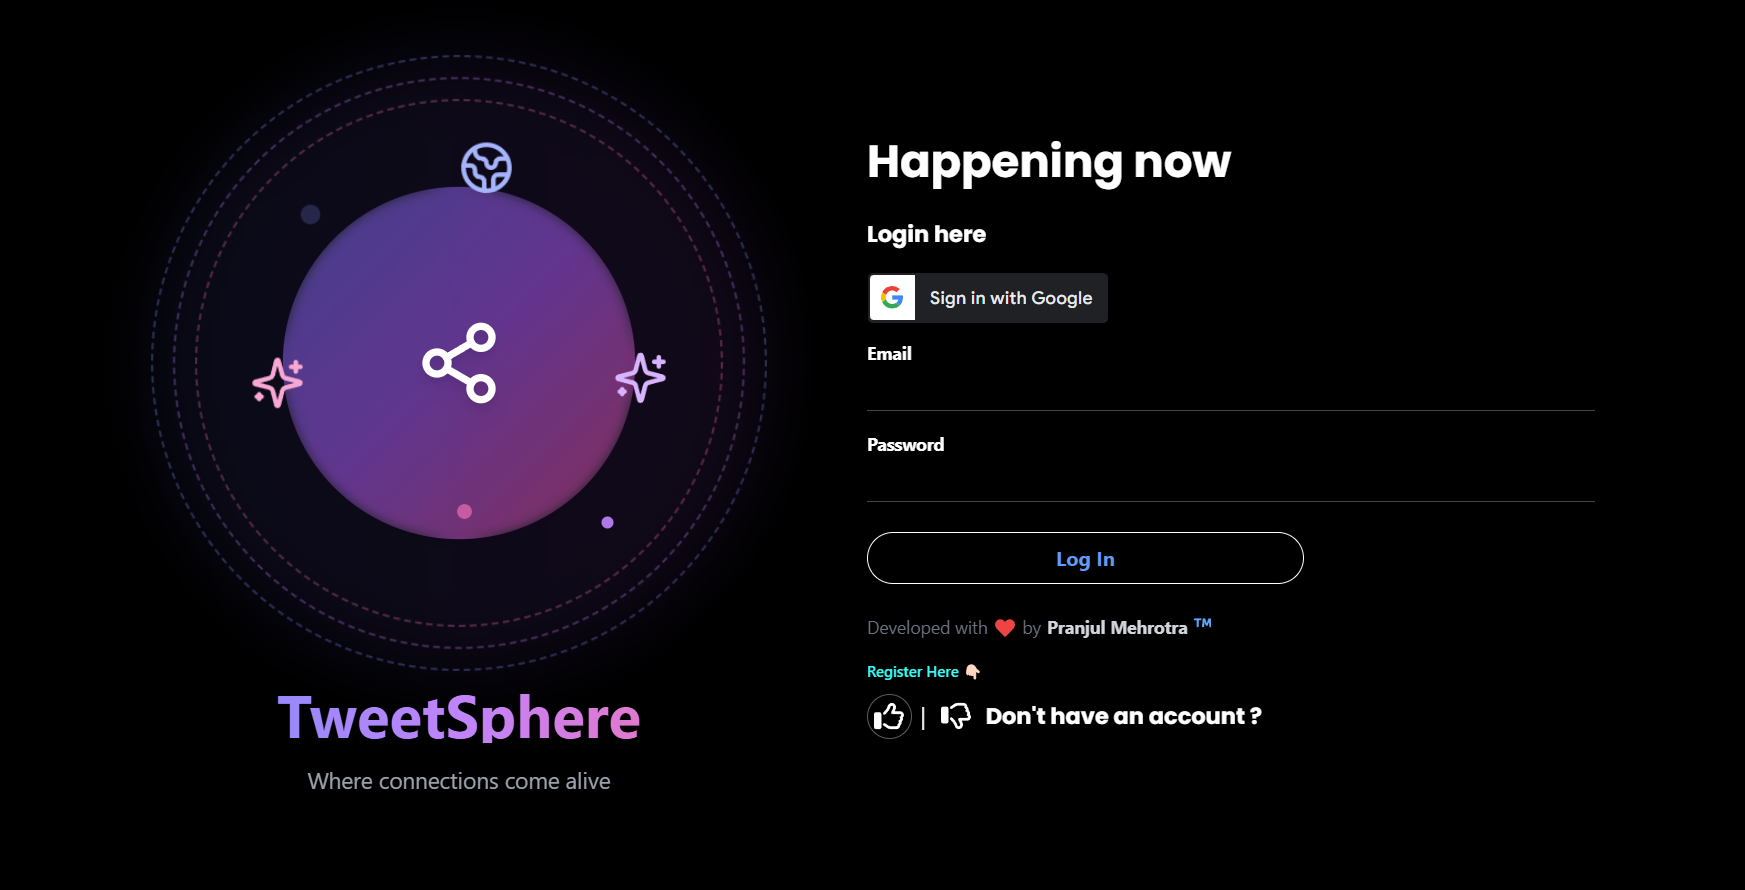 Happening now
Login here
Sign in with Google
Email
Password
Log In
Developed with ❤️ by Pranjul Mehrotra ™
Register Here 👇🏻
| Don't have an account ?
TweetSphere
Where connections come alive